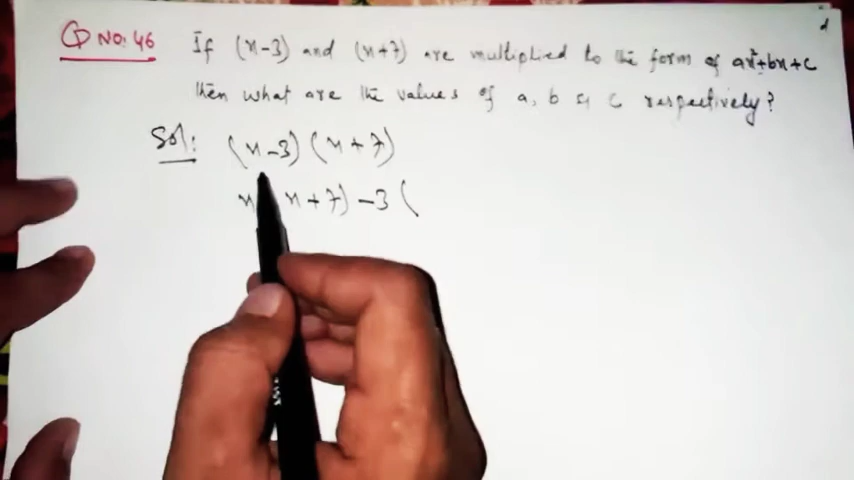 Q NO: 46 If (x-3) and (x+7) are multiplied to the form of ax²+bx+c
then what are the values of a, b & c respectively?
Sol: (x-3) (x+7)
x x+7) -3 (